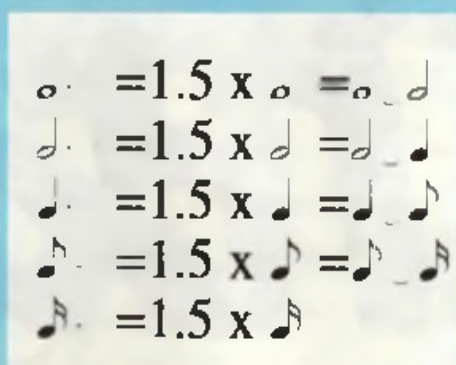 𝅝. =1.5 x 𝅝 =𝅝 ‿ 𝅗𝅥
𝅗𝅥. =1.5 x 𝅗𝅥 =𝅗𝅥 ‿ 𝅘𝅥
𝅘𝅥. =1.5 x 𝅘𝅥 =𝅘𝅥 ‿ 𝅘𝅥𝅮
𝅘𝅥𝅮. =1.5 x 𝅘𝅥𝅮 =𝅘𝅥𝅮 ‿ 𝅘𝅥𝅯
𝅘𝅥𝅯. =1.5 x 𝅘𝅥𝅯